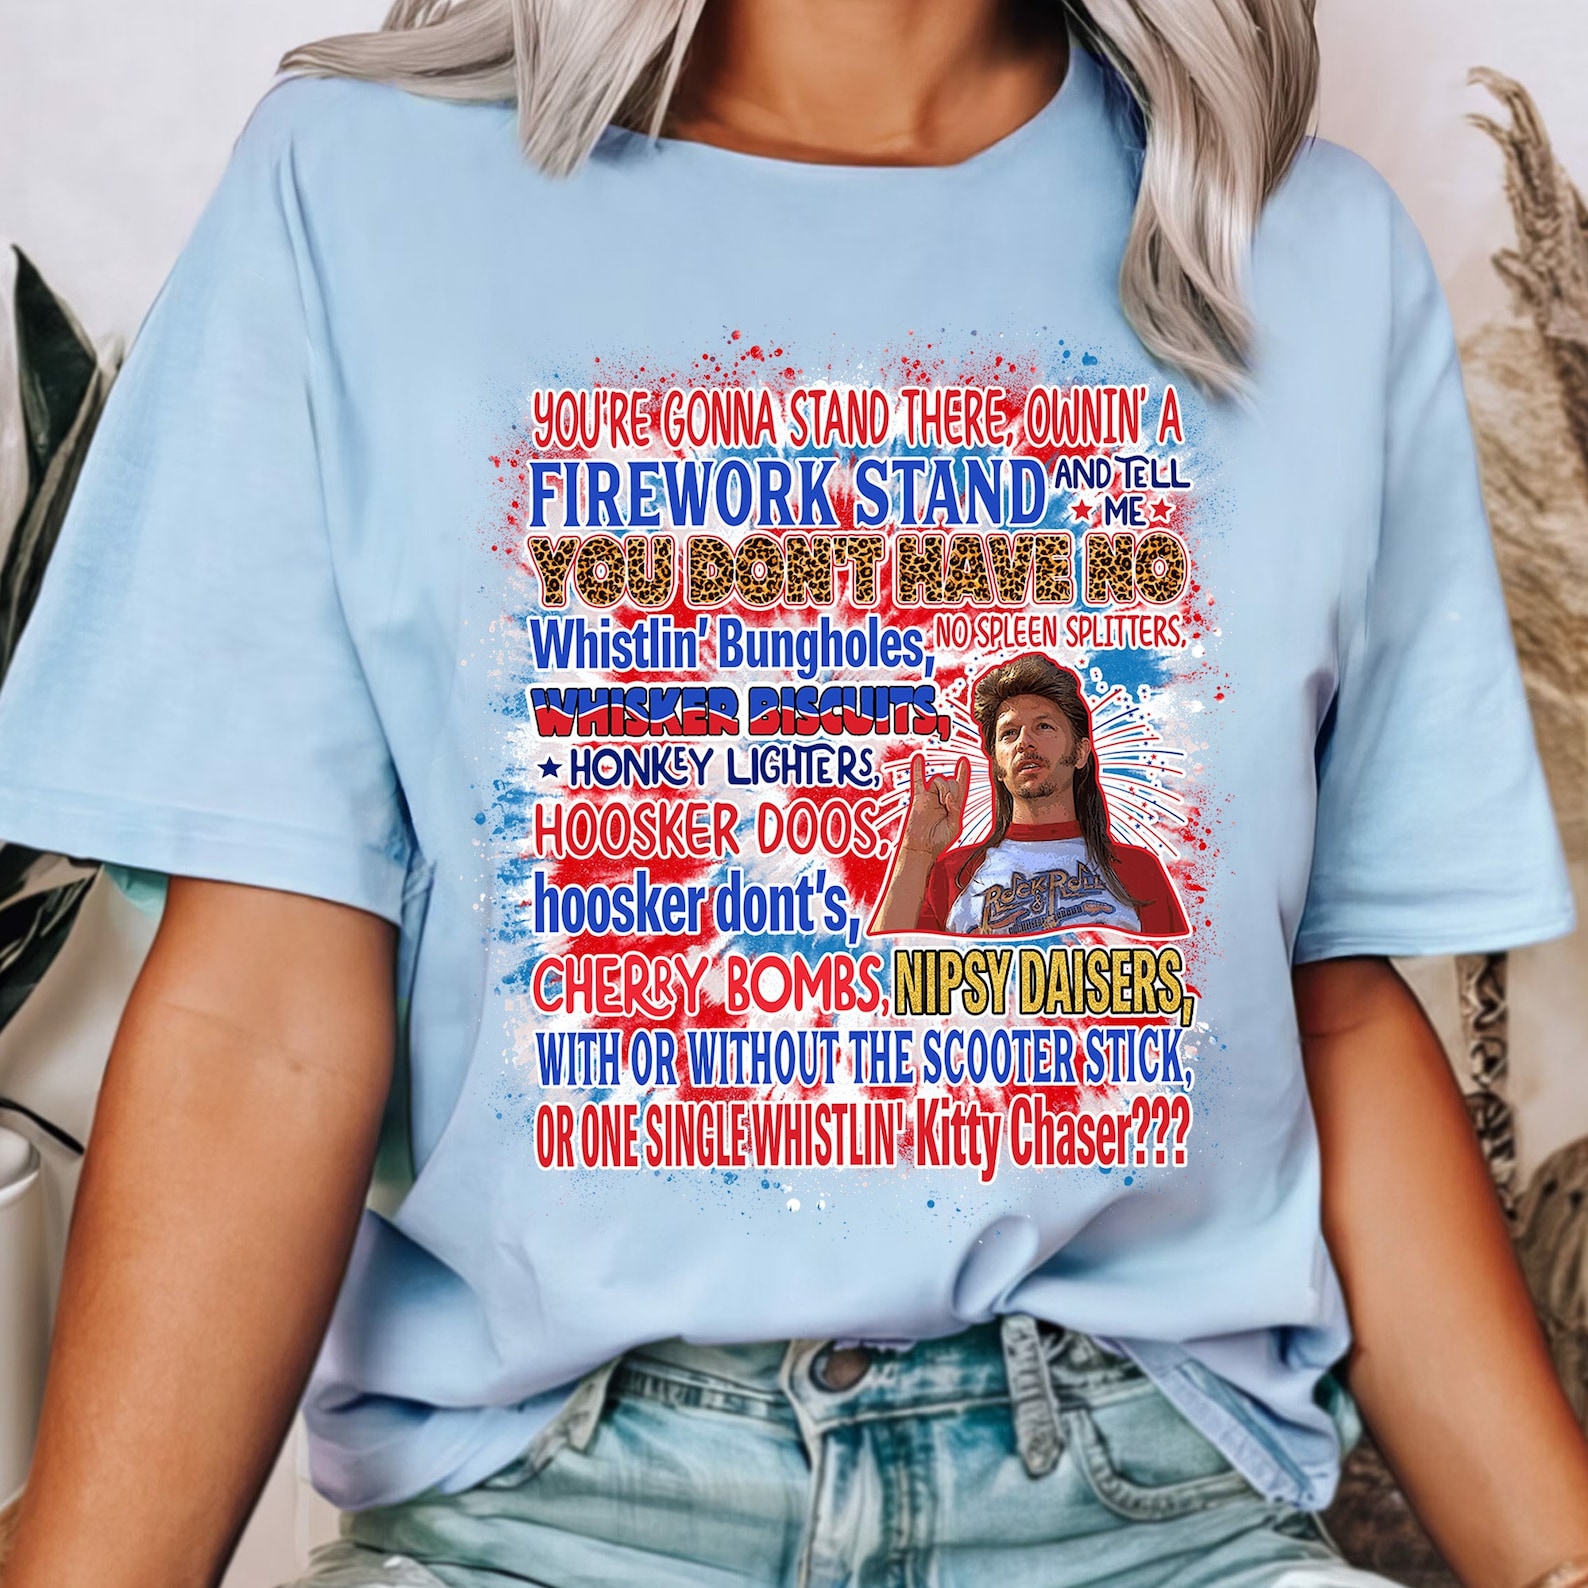 YOU'RE GONNA STAND THERE, OWNIN' A
FIREWORK STAND AND TELL
ME
YOU DON'T HAVE NO
Whistlin' Bungholes, NO SPLEEN SPLITTERS,
WHISKER BISCUITS,
HONKEY LIGHTERS,
HOOSKER DOOS,
hoosker dont's,
ROCK & ROLL
CHERRY BOMBS, NIPSY DAISERS,
WITH OR WITHOUT THE SCOOTER STICK,
OR ONE SINGLE WHISTLIN' Kitty Chaser???